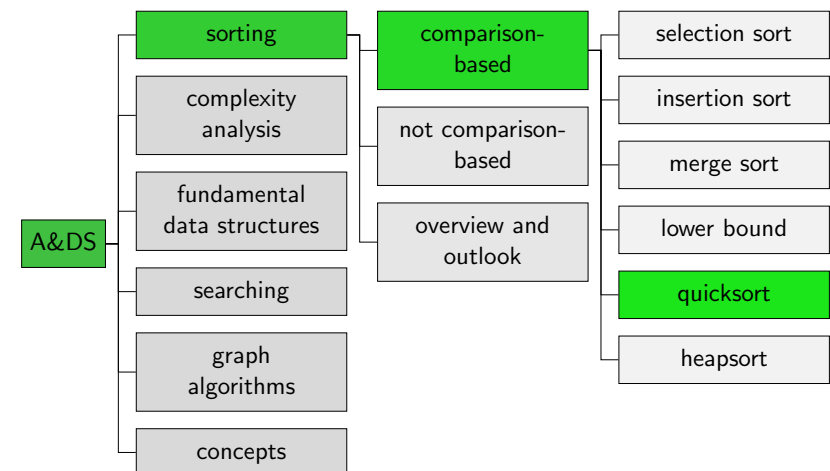 A&DS
sorting
complexity
analysis
fundamental
data structures
searching
graph
algorithms
concepts
comparison-
based
not comparison-
based
overview and
outlook
selection sort
insertion sort
merge sort
lower bound
quicksort
heapsort